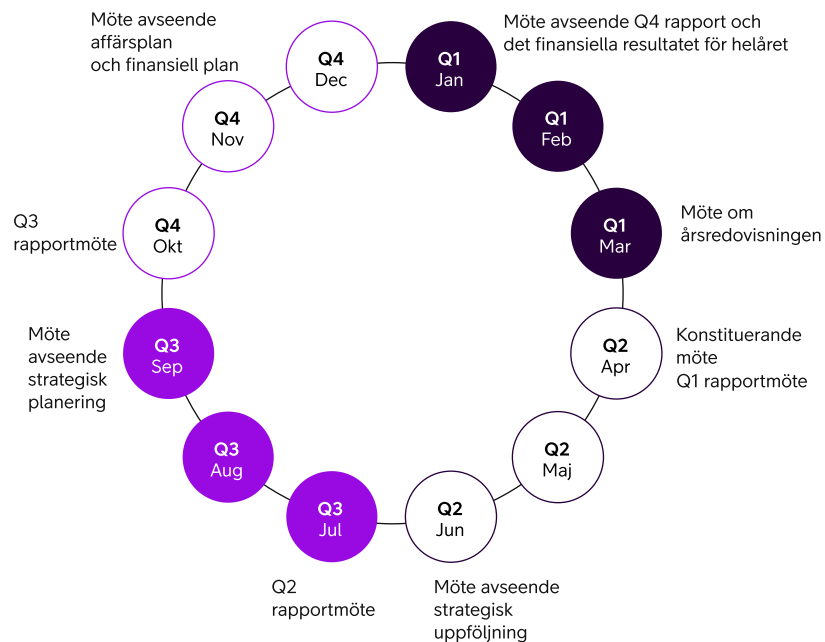 Möte avseende
affärsplan
och finansiell plan
Q4
Dec
Q1
Jan
Möte avseende Q4 rapport och
det finansiella resultatet för helåret
Q4
Nov
Q1
Feb
Q3
rapportmöte
Q4
Okt
Q1
Mar
Möte om
årsredovisningen
Möte
avseende
strategisk
planering
Q3
Sep
Q2
Apr
Konstituerande
möte
Q1 rapportmöte
Q3
Aug
Q2
Maj
Q3
Jul
Q2
Jun
Q2
rapportmöte
Möte avseende
strategisk
uppföljning